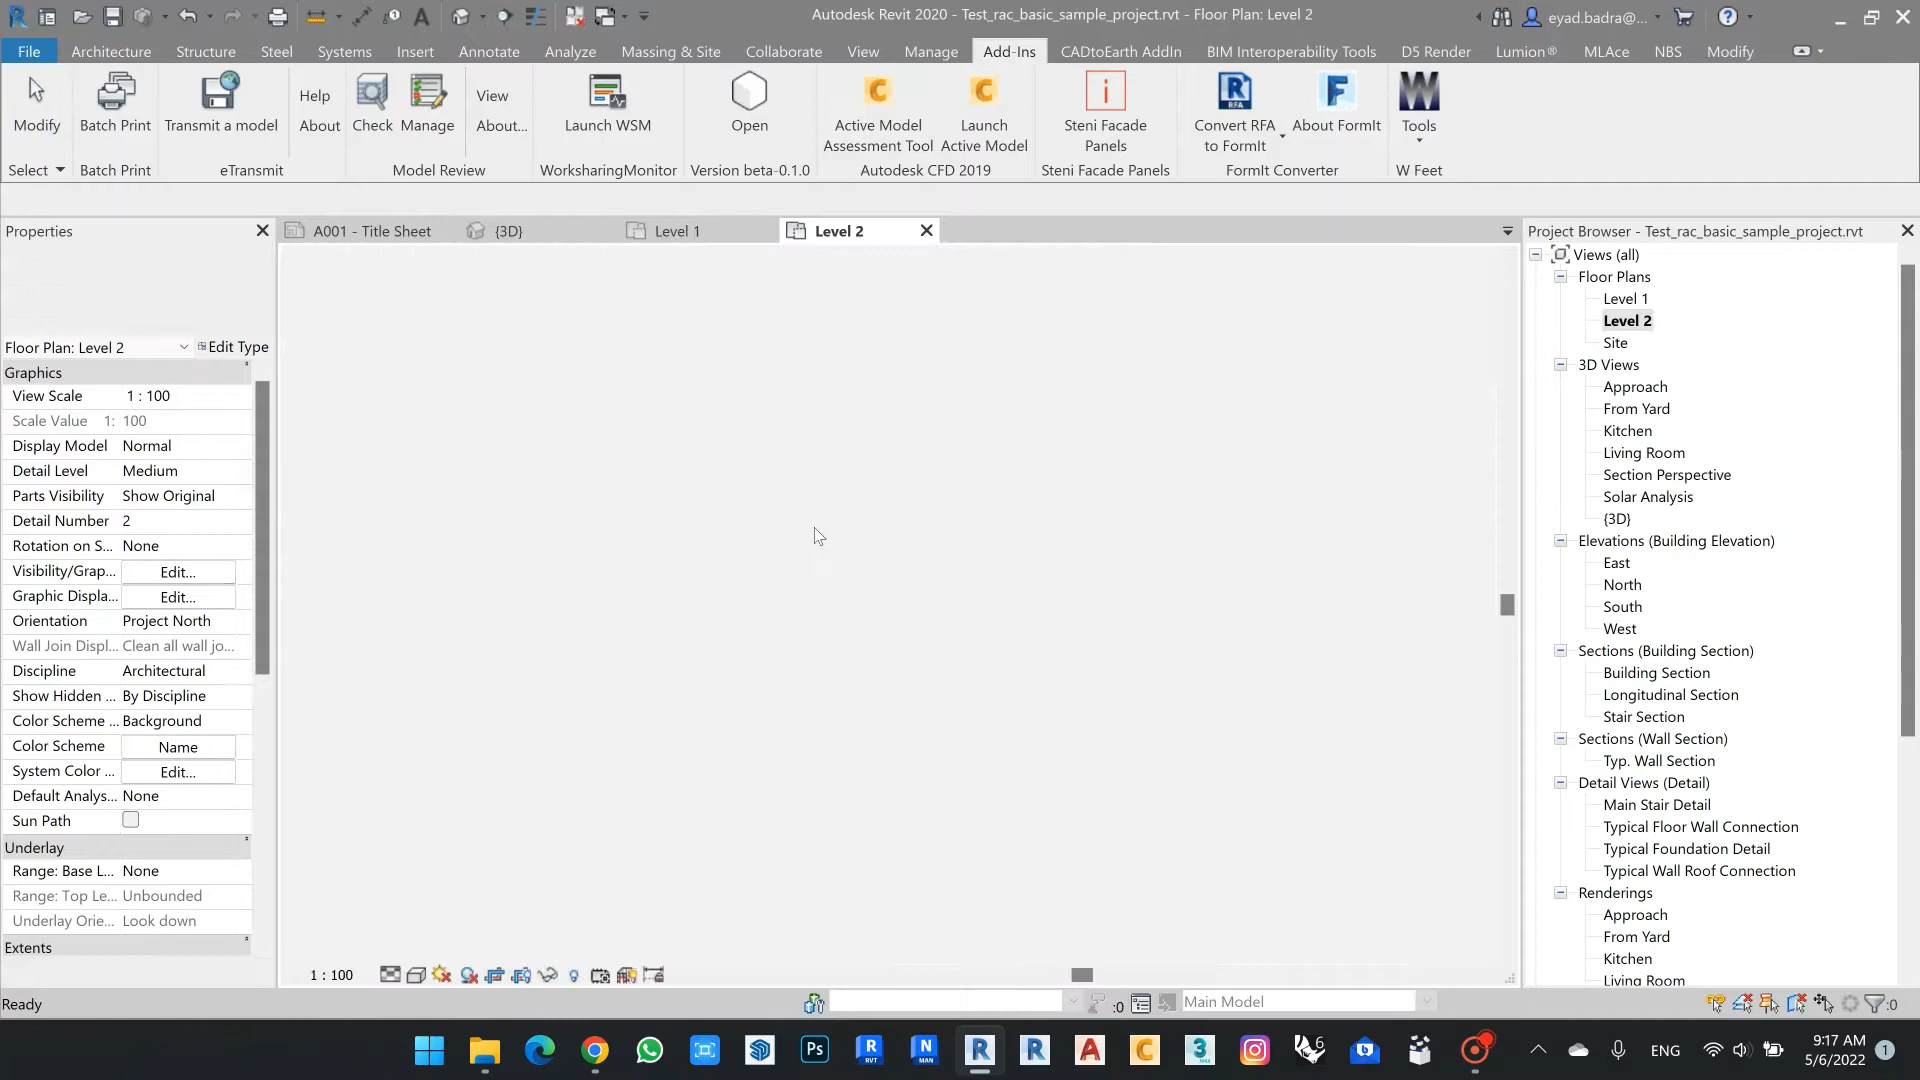 Autodesk Revit 2020 - Test_rac_basic_sample_project.rvt - Floor Plan: Level 2
eyad.badra@...
File Architecture Structure Steel Systems Insert Annotate Analyze Massing & Site Collaborate View Manage Add-Ins CADtoEarth AddIn BIM Interoperability Tools D5 Render Lumion® MLAce NBS Modify
Modify
Batch Print
Transmit a model
Help
About
Check
Manage
View
About...
Launch WSM
Open
Active Model
Assessment Tool
Launch
Active Model
Steni Facade
Panels
Convert RFA
to FormIt
About FormIt
Tools
Select
Batch Print
eTransmit
Model Review
WorksharingMonitor
Version beta-0.1.0
Autodesk CFD 2019
Steni Facade Panels
FormIt Converter
W Feet
Properties
A001 - Title Sheet
{3D}
Level 1
Level 2
Project Browser - Test_rac_basic_sample_project.rvt
Floor Plan: Level 2
Edit Type
Graphics
View Scale 1 : 100
Scale Value 1: 100
Display Model Normal
Detail Level Medium
Parts Visibility Show Original
Detail Number 2
Rotation on S... None
Visibility/Grap... Edit...
Graphic Displa... Edit...
Orientation Project North
Wall Join Displ... Clean all wall jo...
Discipline Architectural
Show Hidden ... By Discipline
Color Scheme ... Background
Color Scheme Name
System Color ... Edit...
Default Analys... None
Sun Path
Underlay
Range: Base L... None
Range: Top Le... Unbounded
Underlay Orie... Look down
Extents
Views (all)
Floor Plans
Level 1
Level 2
Site
3D Views
Approach
From Yard
Kitchen
Living Room
Section Perspective
Solar Analysis
{3D}
Elevations (Building Elevation)
East
North
South
West
Sections (Building Section)
Building Section
Longitudinal Section
Stair Section
Sections (Wall Section)
Typ. Wall Section
Detail Views (Detail)
Main Stair Detail
Typical Floor Wall Connection
Typical Foundation Detail
Typical Wall Roof Connection
Renderings
Approach
From Yard
Kitchen
Living Room
1 : 100
Ready
:0
Main Model
:0
ENG
9:17 AM
5/6/2022
1